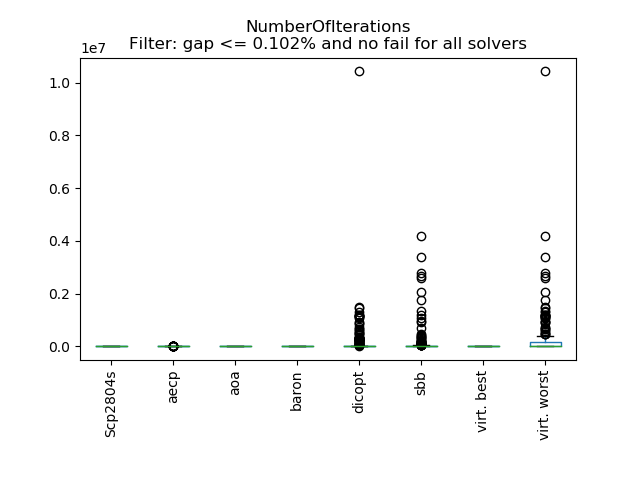 NumberOfIterations
Filter: gap <= 0.102% and no fail for all solvers
1e7
1.0
0.8
0.6
0.4
0.2
0.0
Scp2804s
aecp
aoa
baron
dicopt
sbb
virt. best
virt. worst